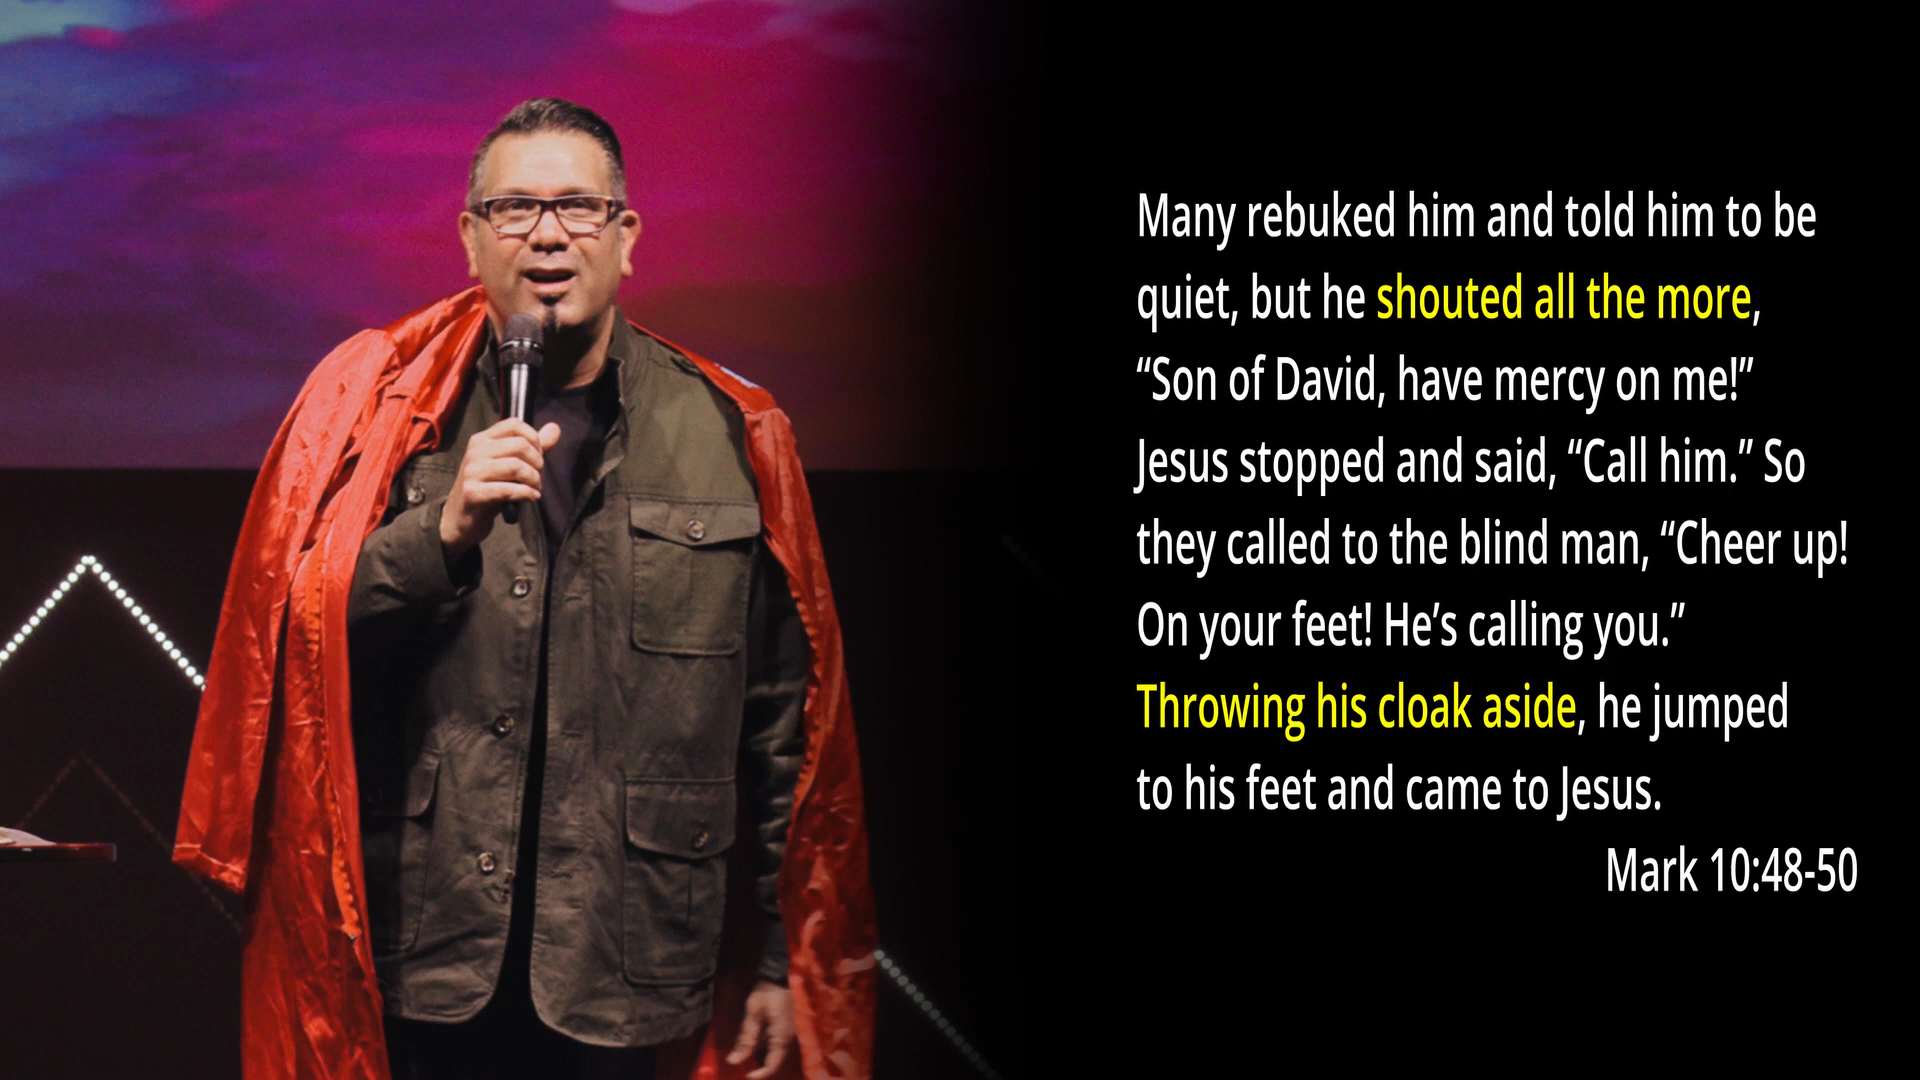 Many rebuked him and told him to be
quiet, but he shouted all the more,
“Son of David, have mercy on me!”
Jesus stopped and said, “Call him.” So
they called to the blind man, “Cheer up!
On your feet! He’s calling you.”
Throwing his cloak aside, he jumped
to his feet and came to Jesus.
Mark 10:48-50